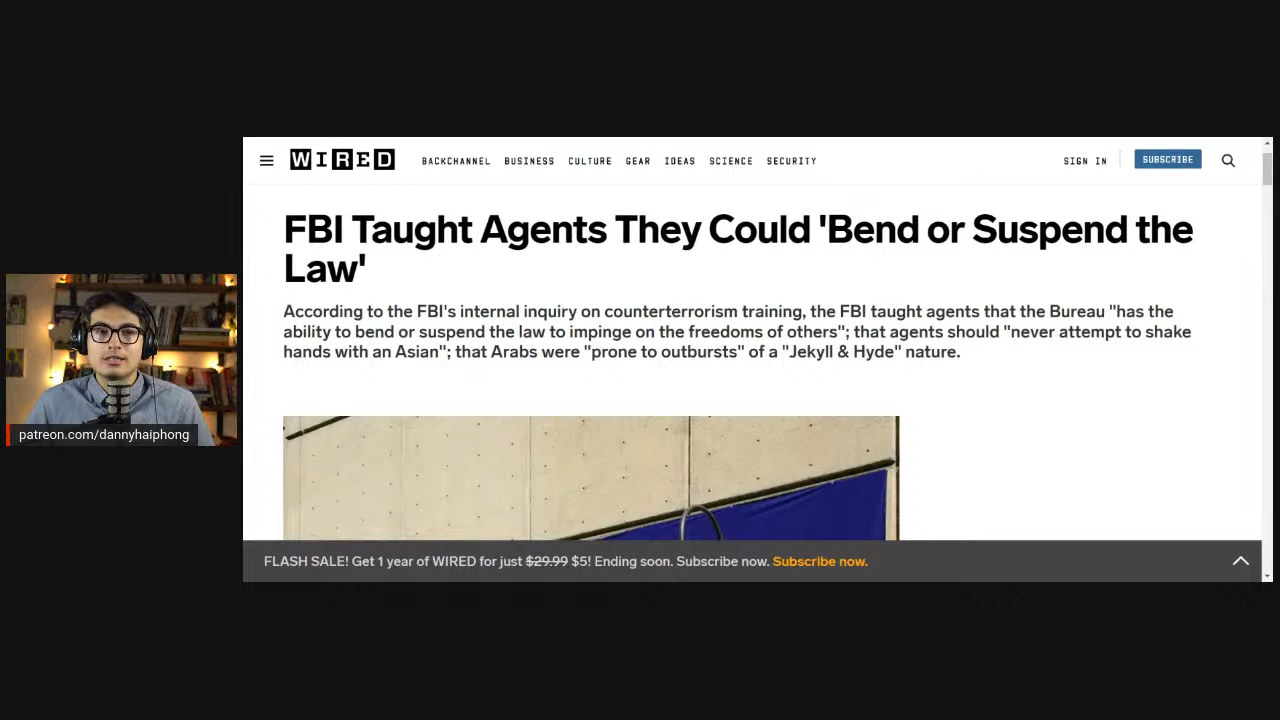 WIRED
BACKCHANNEL BUSINESS CULTURE GEAR IDEAS SCIENCE SECURITY
SIGN IN
SUBSCRIBE
FBI Taught Agents They Could 'Bend or Suspend the
Law'
According to the FBI's internal inquiry on counterterrorism training, the FBI taught agents that the Bureau "has the
ability to bend or suspend the law to impinge on the freedoms of others"; that agents should "never attempt to shake
hands with an Asian"; that Arabs were "prone to outbursts" of a "Jekyll & Hyde" nature.
patreon.com/dannyhaiphong
FLASH SALE! Get 1 year of WIRED for just $29.99 $5! Ending soon. Subscribe now. Subscribe now.